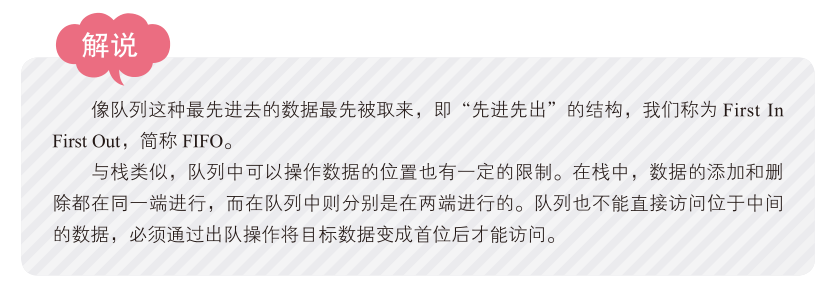 解说
像队列这种最先进去的数据最先被取来，即“先进先出”的结构，我们称为 First In
First Out，简称 FIFO。
与栈类似，队列中可以操作数据的位置也有一定的限制。在栈中，数据的添加和删
除都在同一端进行，而在队列中则分别是在两端进行的。队列也不能直接访问位于中间
的数据，必须通过出队操作将目标数据变成首位后才能访问。